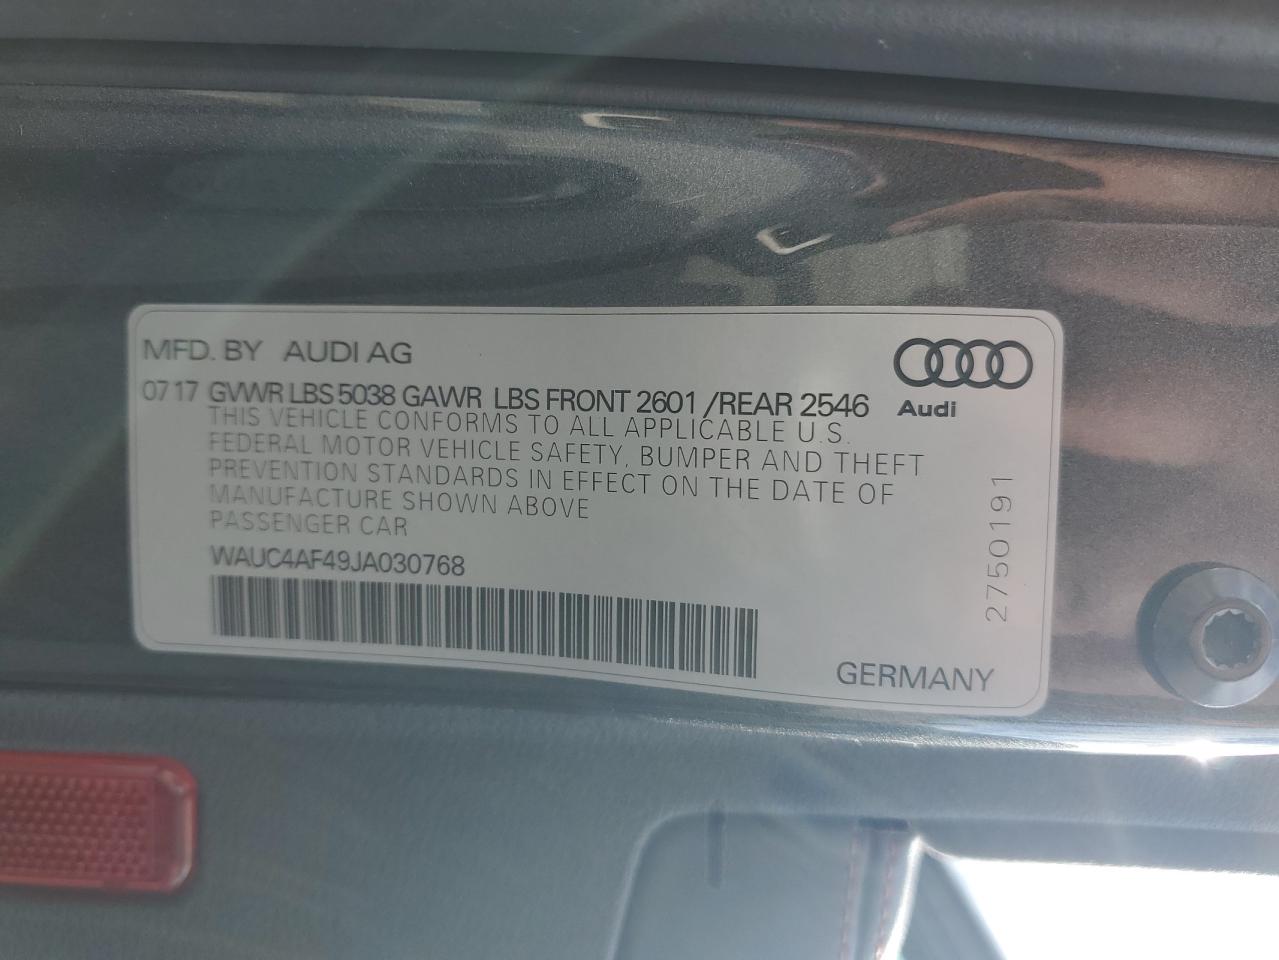 MFD. BY AUDI AG
07 17 GVWR LBS 5038 GAWR LBS FRONT 2601 /REAR 2546
THIS VEHICLE CONFORMS TO ALL APPLICABLE U.S.
FEDERAL MOTOR VEHICLE SAFETY, BUMPER AND THEFT
PREVENTION STANDARDS IN EFFECT ON THE DATE OF
MANUFACTURE SHOWN ABOVE
PASSENGER CAR
WAUC4AF49JA030768
GERMANY
Audi
2750191